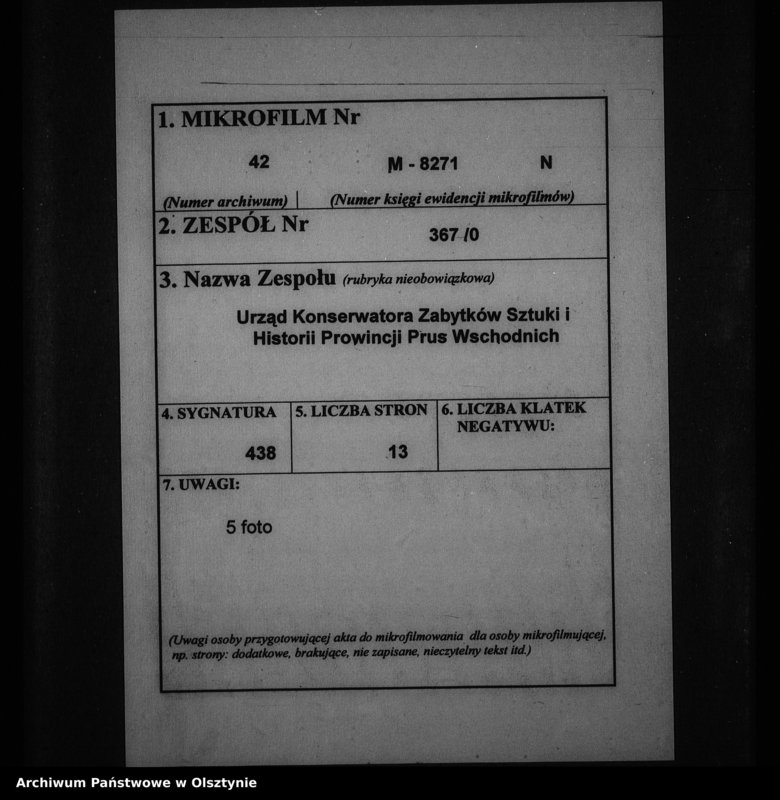 1. MIKROFILM Nr
42 M - 8271 N
(Numer archiwum) (Numer księgi ewidencji mikrofilmów)
2. ZESPÓŁ Nr
367 /0
3. Nazwa Zespołu (rubryka nieobowiązkowa)
Urząd Konserwatora Zabytków Sztuki i
Historii Prowincji Prus Wschodnich
4. SYGNATURA
438
5. LICZBA STRON
13
6. LICZBA KLATEK
NEGATYWU:
7. UWAGI:
5 foto
(Uwagi osoby przygotowującej akta do mikrofilmowania dla osoby mikrofilmującej,
np. strony: dodatkowe, brakujące, nie zapisane, nieczytelny tekst itd.)
Archiwum Państwowe w Olsztynie